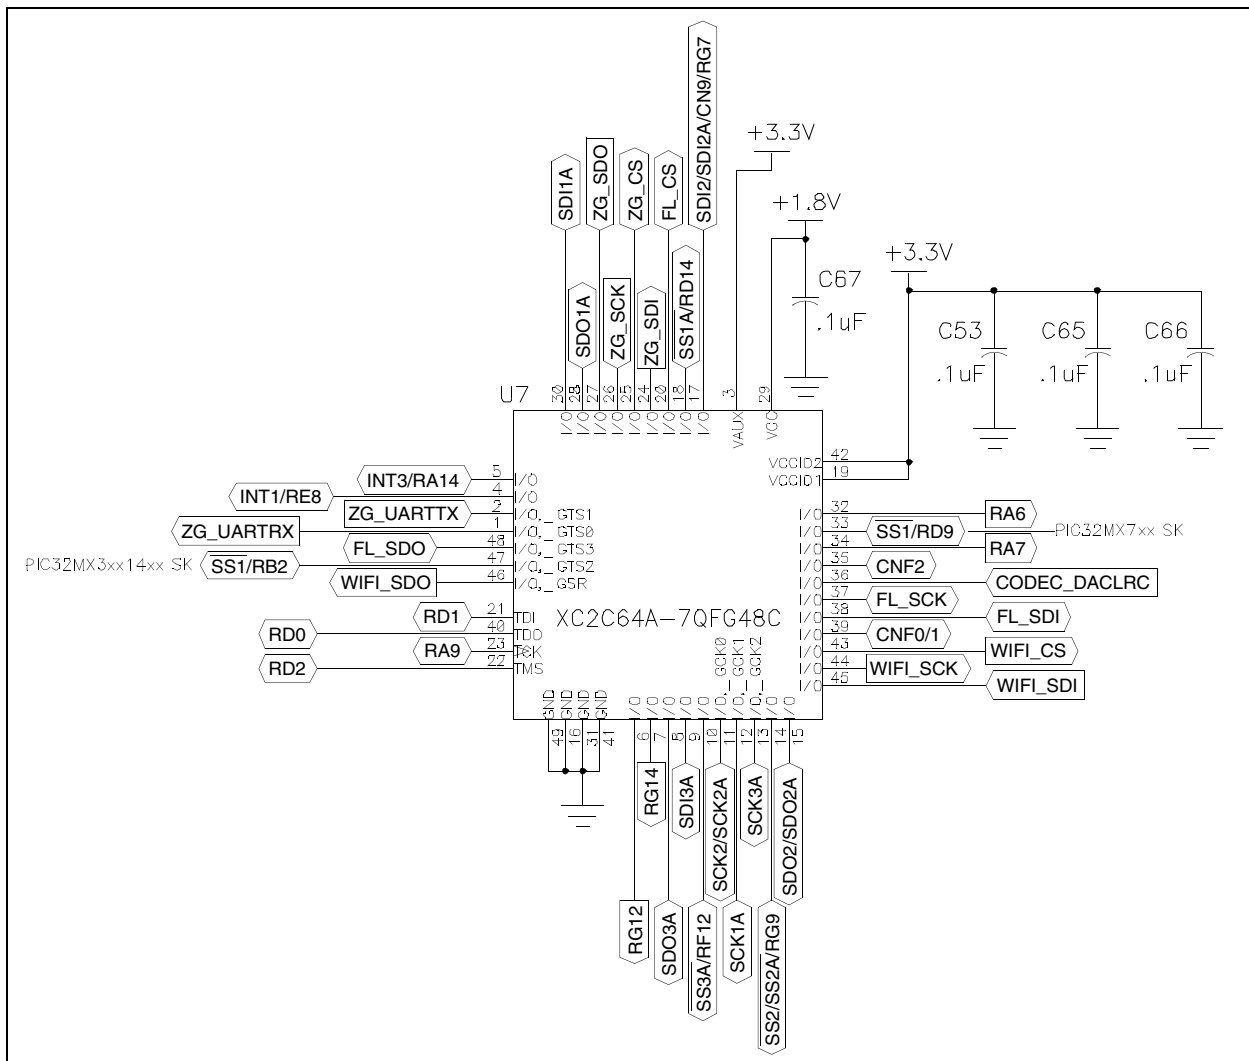 SDI1A
ZG_SDO
ZG_CS
FL_CS
SDI2/SDI2A/CN9/RG7
SDO1A
ZG_SCK
ZG_SDI
SS1A/RD14
+3.3V
+1.8V
C67
.1uF
+3.3V
C53
.1uF
C65
.1uF
C66
.1uF
U7
30
28
27
26
25
24
20
18
17
3
29
I/O
I/O
I/O
I/O
I/O
I/O
I/O
I/O
I/O
VAUX
VCC
VCCIO2 42
VCCIO1 19
INT3/RA14 5 I/O
INT1/RE8 4 I/O
ZG_UARTTX 2 I/O,_GTS1
ZG_UARTRX 1 I/O,_GTS0
FL_SDO 48 I/O,_GTS3
PIC32MX3xx14xx SK SS1/RB2 47 I/O,_GTS2
WIFI_SDO 46 I/O,_GSR
RD1 21 TDI
RD0 40 TDO
RA9 23 TCK
RD2 22 TMS
XC2C64A-7QFG48C
I/O 32 RA6
I/O 33 SS1/RD9 PIC32MX7xx SK
I/O 34 RA7
I/O 35 CNF2
I/O 36 CODEC_DACLRC
I/O 37 FL_SCK
I/O 38 FL_SDI
I/O 39 CNF0/1
I/O 43 WIFI_CS
I/O 44 WIFI_SCK
I/O 45 WIFI_SDI
GND
GND
GND
GND
I/O
I/O
I/O
I/O
I/O
I/O,_GCK0
I/O,_GCK1
I/O,_GCK2
I/O
I/O
49
16
31
41
6
7
8
9
10
11
12
13
14
15
RG12
RG14
SDO3A
SDI3A
SS3A/RF12
SCK2/SCK2A
SCK1A
SCK3A
SS2/SS2A/RG9
SDO2/SDO2A